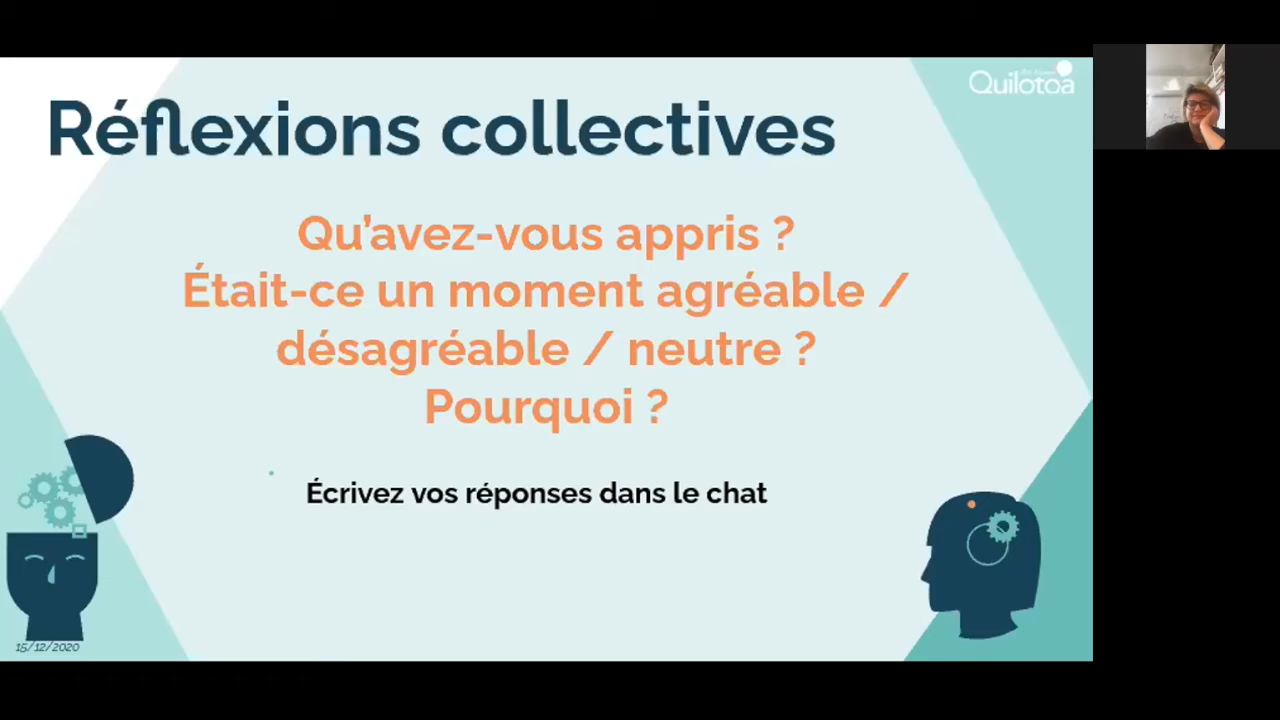 Quilotoa
Réflexions collectives
Qu'avez-vous appris ?
Était-ce un moment agréable /
désagréable / neutre ?
Pourquoi ?
Écrivez vos réponses dans le chat
15/12/2020